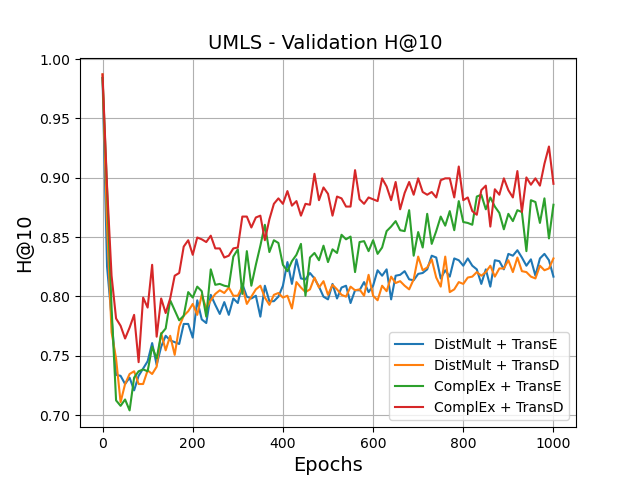 UMLS - Validation H@10
H@10
1.00
0.95
0.90
0.85
0.80
0.75
0.70
0
200
400
600
800
1000
Epochs
DistMult + TransE
DistMult + TransD
ComplEx + TransE
ComplEx + TransD